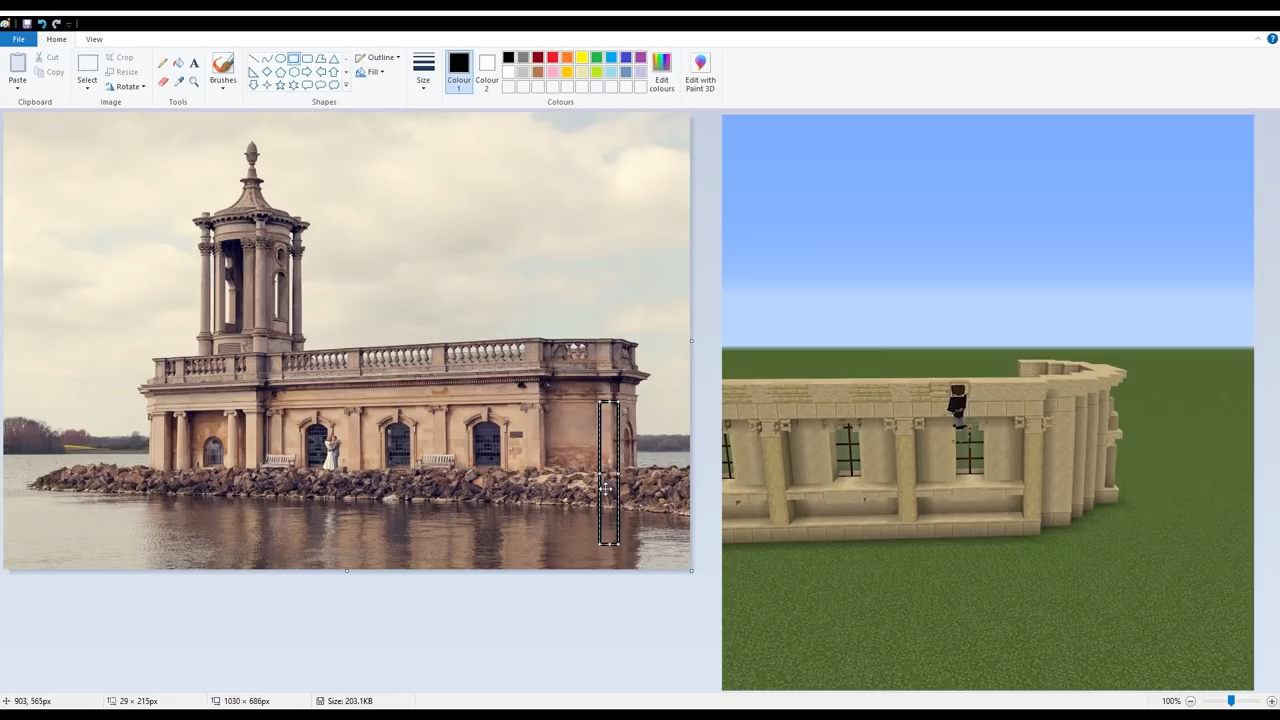 File Home View
Cut
Copy
Paste
Clipboard
Crop
Resize
Rotate
Select
Image
Tools
Brushes
Outline
Fill
Shapes
Size
Colour 1
Colour 2
Edit colours
Colours
Edit with Paint 3D
903, 565px 29 × 215px 1030 × 686px Size: 203.1KB 100%